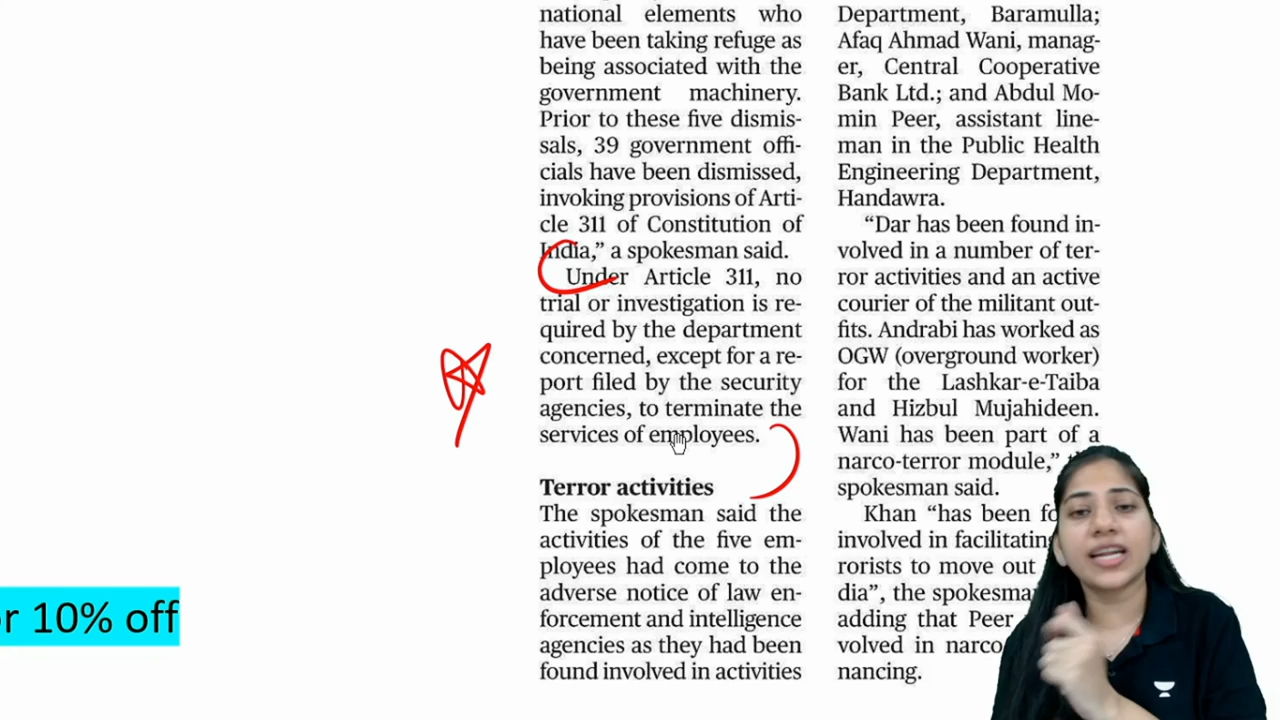 national elements who
have been taking refuge as
being associated with the
government machinery.
Prior to these five dismis-
sals, 39 government offi-
cials have been dismissed,
invoking provisions of Arti-
cle 311 of Constitution of
India,” a spokesman said.
Under Article 311, no
trial or investigation is re-
quired by the department
concerned, except for a re-
port filed by the security
agencies, to terminate the
services of employees.
Terror activities
The spokesman said the
activities of the five em-
ployees had come to the
adverse notice of law en-
forcement and intelligence
agencies as they had been
found involved in activities
Department, Baramulla;
Afaq Ahmad Wani, manag-
er, Central Cooperative
Bank Ltd.; and Abdul Mo-
min Peer, assistant line-
man in the Public Health
Engineering Department,
Handawra.
“Dar has been found in-
volved in a number of ter-
ror activities and an active
courier of the militant out-
fits. Andrabi has worked as
OGW (overground worker)
for the Lashkar-e-Taiba
and Hizbul Mujahideen.
Wani has been part of a
narco-terror module,”
spokesman said.
Khan “has been
involved in facilitating
rorists to move out
dia”, the
adding that Peer
volved in narco
nancing.
10% off